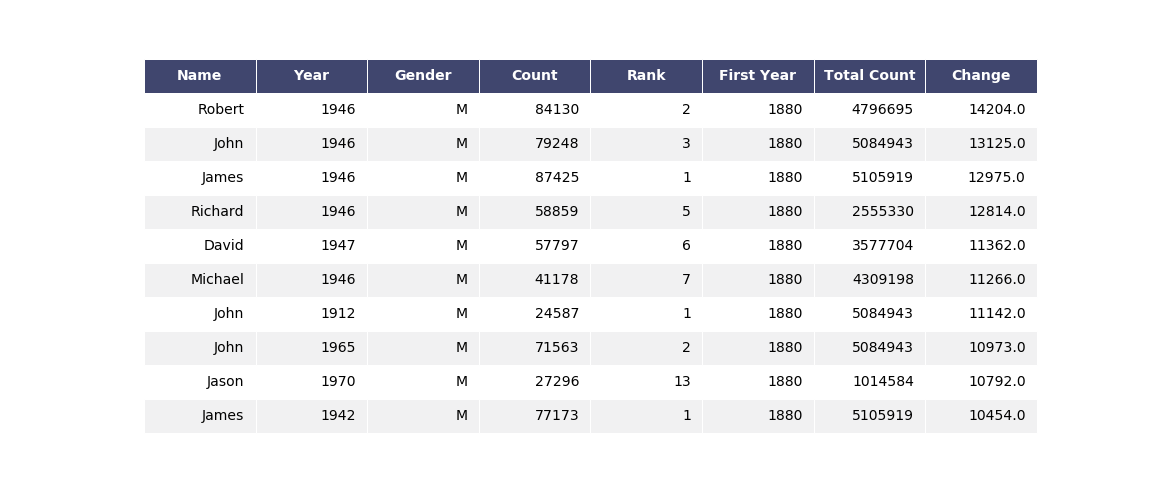 Name Year Gender Count Rank First Year Total Count Change
Robert 1946 M 84130 2 1880 4796695 14204.0
John 1946 M 79248 3 1880 5084943 13125.0
James 1946 M 87425 1 1880 5105919 12975.0
Richard 1946 M 58859 5 1880 2555330 12814.0
David 1947 M 57797 6 1880 3577704 11362.0
Michael 1946 M 41178 7 1880 4309198 11266.0
John 1912 M 24587 1 1880 5084943 11142.0
John 1965 M 71563 2 1880 5084943 10973.0
Jason 1970 M 27296 13 1880 1014584 10792.0
James 1942 M 77173 1 1880 5105919 10454.0